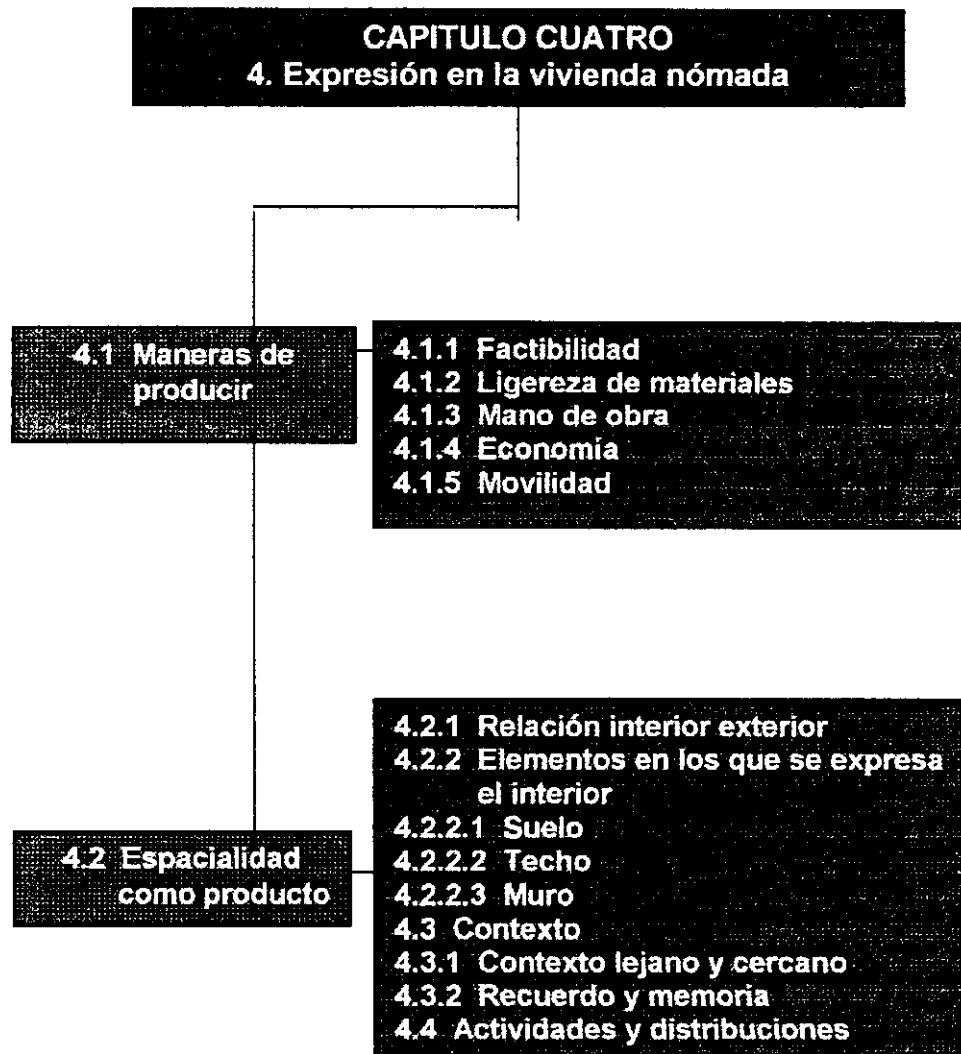 CAPITULO CUATRO
4. Expresión en la vivienda nómada
4.1 Maneras de
producir
4.1.1 Factibilidad
4.1.2 Ligereza de materiales
4.1.3 Mano de obra
4.1.4 Economía
4.1.5 Movilidad
4.2 Espacialidad
como producto
4.2.1 Relación interior exterior
4.2.2 Elementos en los que se expresa
el interior
4.2.2.1 Suelo
4.2.2.2 Techo
4.2.2.3 Muro
4.3 Contexto
4.3.1 Contexto lejano y cercano
4.3.2 Recuerdo y memoria
4.4 Actividades y distribuciones